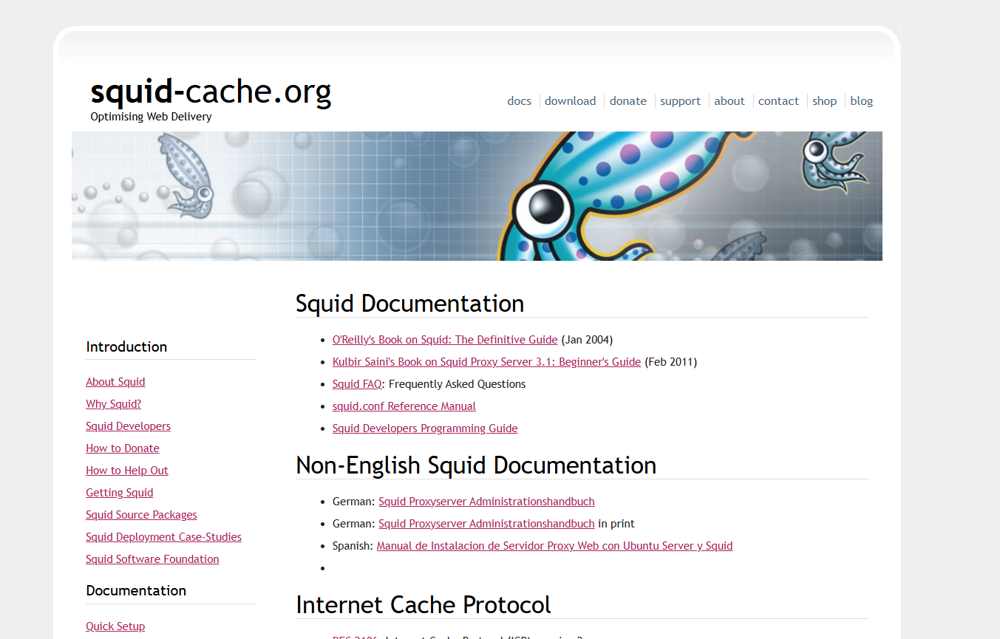 squid-cache.org
Optimising Web Delivery
docs download donate support about contact shop blog
Introduction
About Squid
Why Squid?
Squid Developers
How to Donate
How to Help Out
Getting Squid
Squid Source Packages
Squid Deployment Case-Studies
Squid Software Foundation
Documentation
Quick Setup
Squid Documentation
O'Reilly's Book on Squid: The Definitive Guide (Jan 2004)
Kulbir Saini's Book on Squid Proxy Server 3.1: Beginner's Guide (Feb 2011)
Squid FAQ: Frequently Asked Questions
squid.conf Reference Manual
Squid Developers Programming Guide
Non-English Squid Documentation
German: Squid Proxyserver Administrationshandbuch
German: Squid Proxyserver Administrationshandbuch in print
Spanish: Manual de Instalacion de Servidor Proxy Web con Ubuntu Server y Squid
Internet Cache Protocol